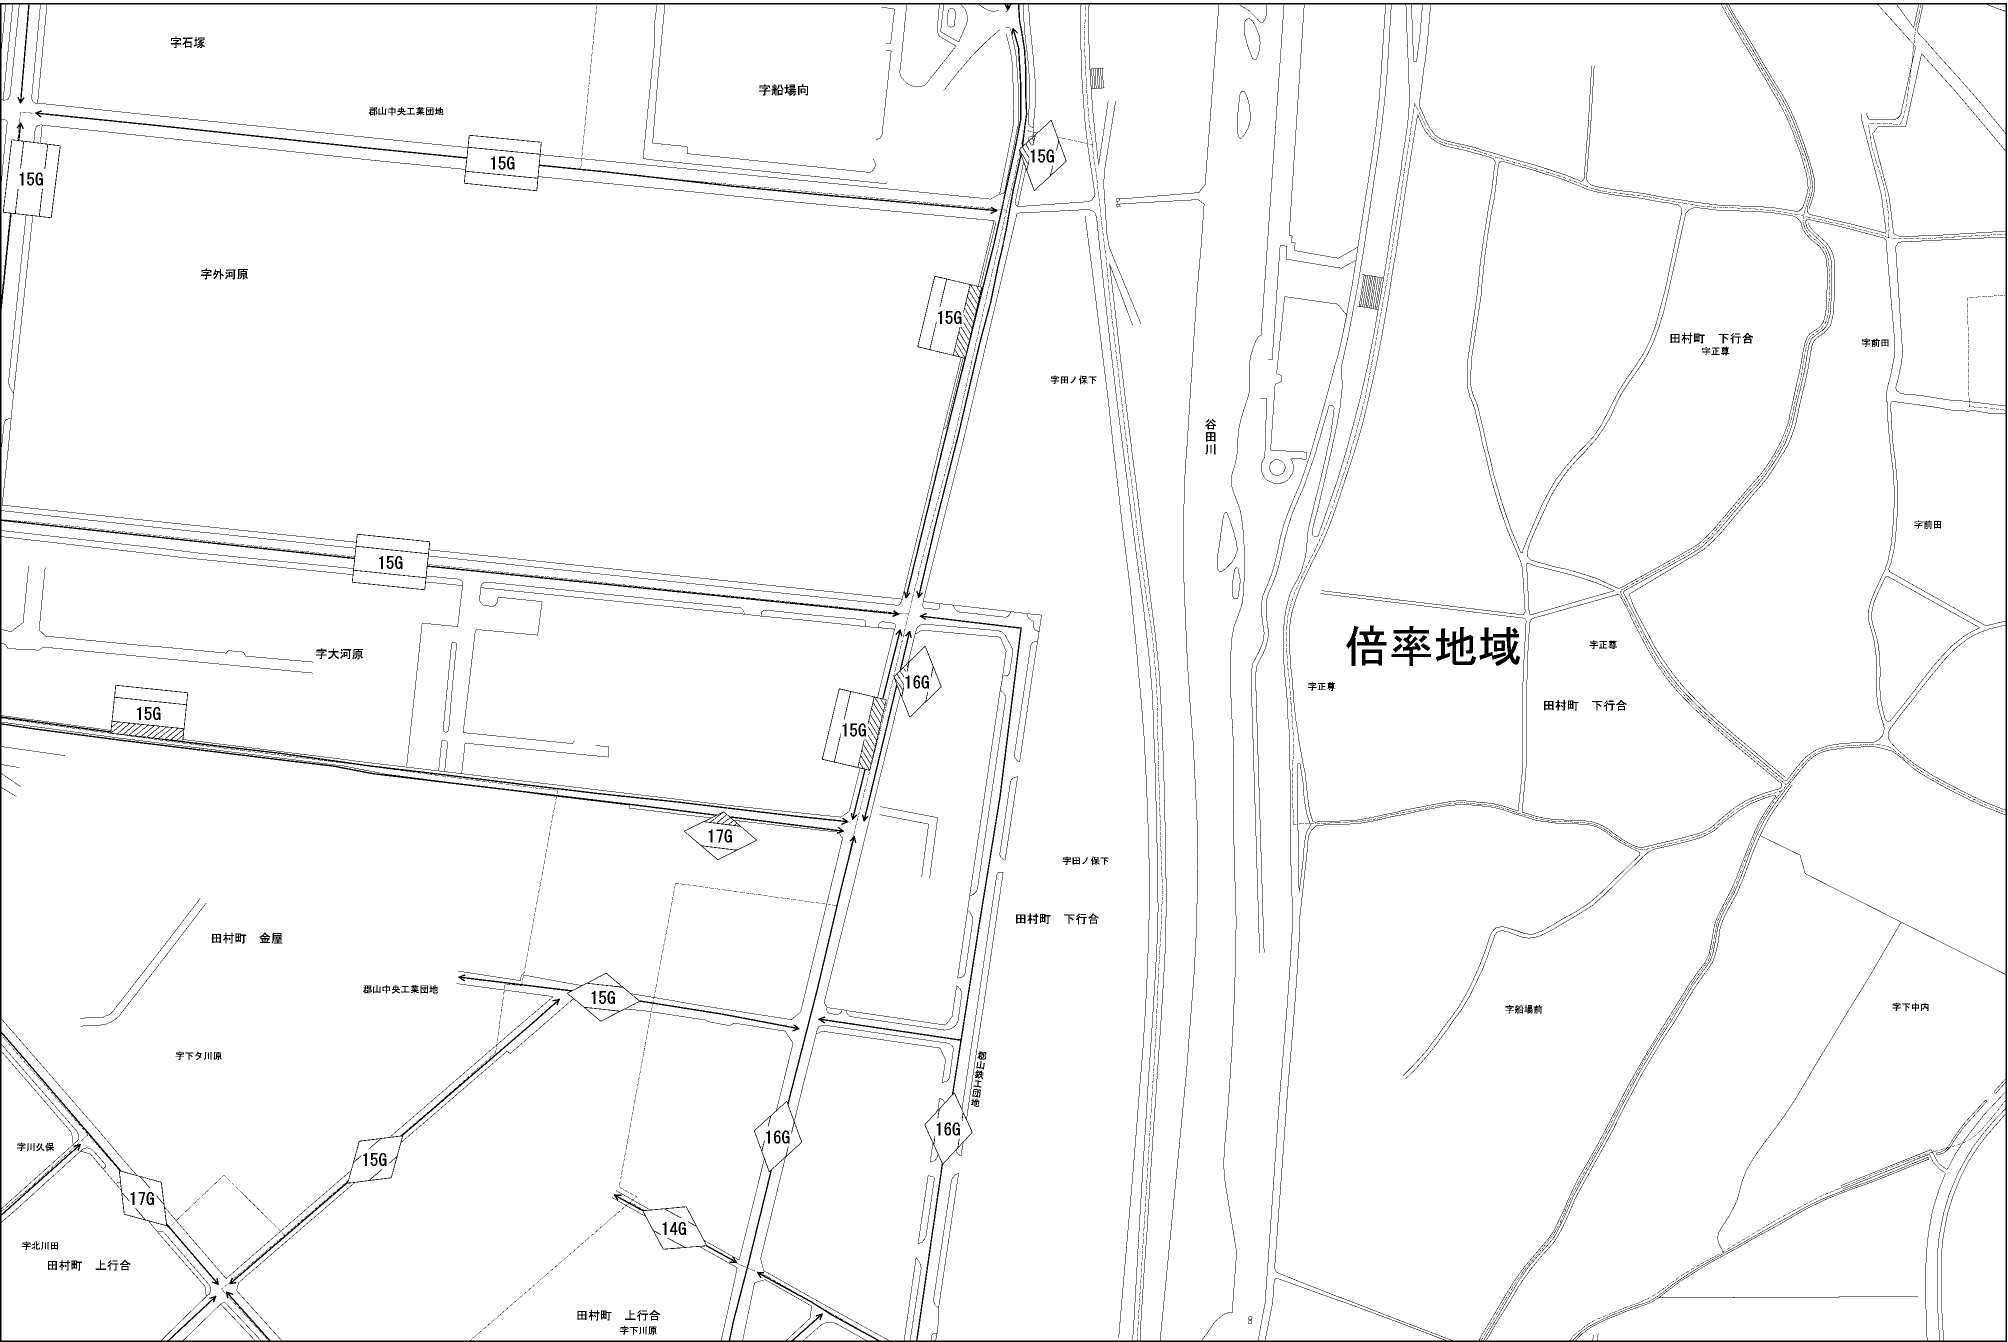 字石塚
字船場向
郡山中央工業団地
15G
15G
15G
字外河原
15G
田村町　下行合
字正尊
字前田
字田ノ保下
谷田川
字前田
15G
倍率地域
字正尊
字大河原
16G
字正尊
田村町　下行合
15G
15G
17G
字田ノ保下
田村町　下行合
田村町　金屋
郡山中央工業団地
15G
字船場前
字下中内
字下タ川原
郡山鉄工団地
16G
16G
字川久保
15G
17G
14G
字北川田
田村町　上行合
田村町　上行合
字下川原